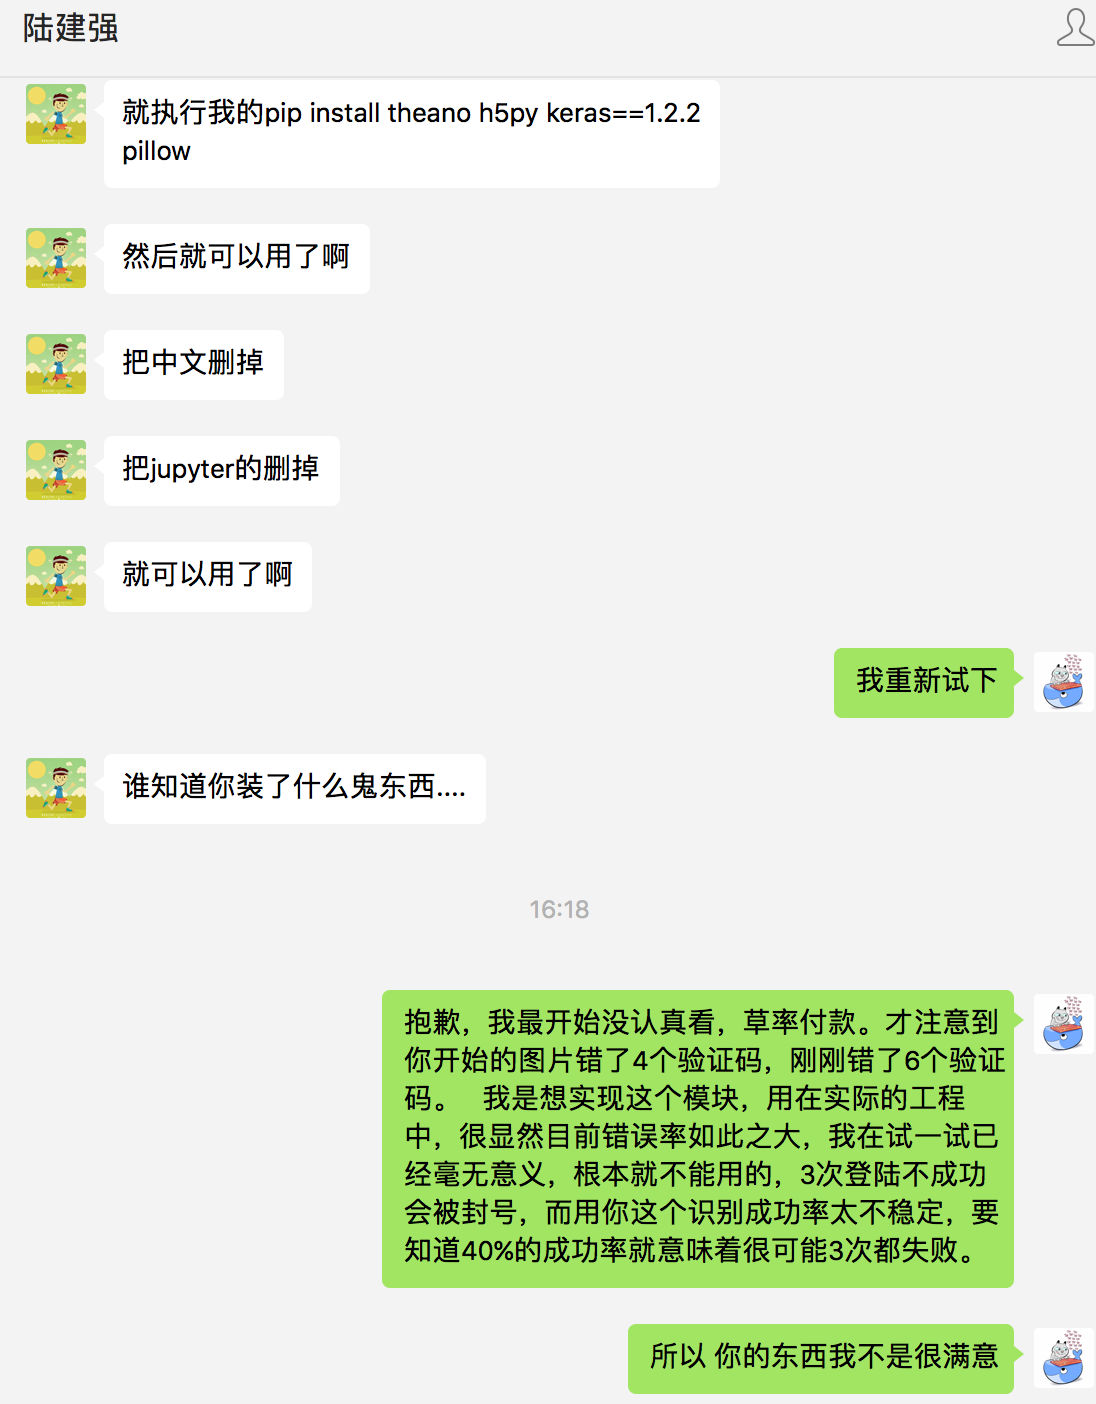 陆建强
就执行我的pip install theano h5py keras==1.2.2
pillow
然后就可以用了啊
把中文删掉
把jupyter的删掉
就可以用了啊
我重新试下
谁知道你装了什么鬼东西....
16:18
抱歉，我最开始没认真看，草率付款。才注意到
你开始的图片错了4个验证码，刚刚错了6个验证
码。 我是想实现这个模块，用在实际的工程
中，很显然目前错误率如此之大，我在试一试已
经毫无意义，根本就不能用的，3次登陆不成功
会被封号，而用你这个识别成功率太不稳定，要
知道40%的成功率就意味着很可能3次都失败。
所以 你的东西我不是很满意